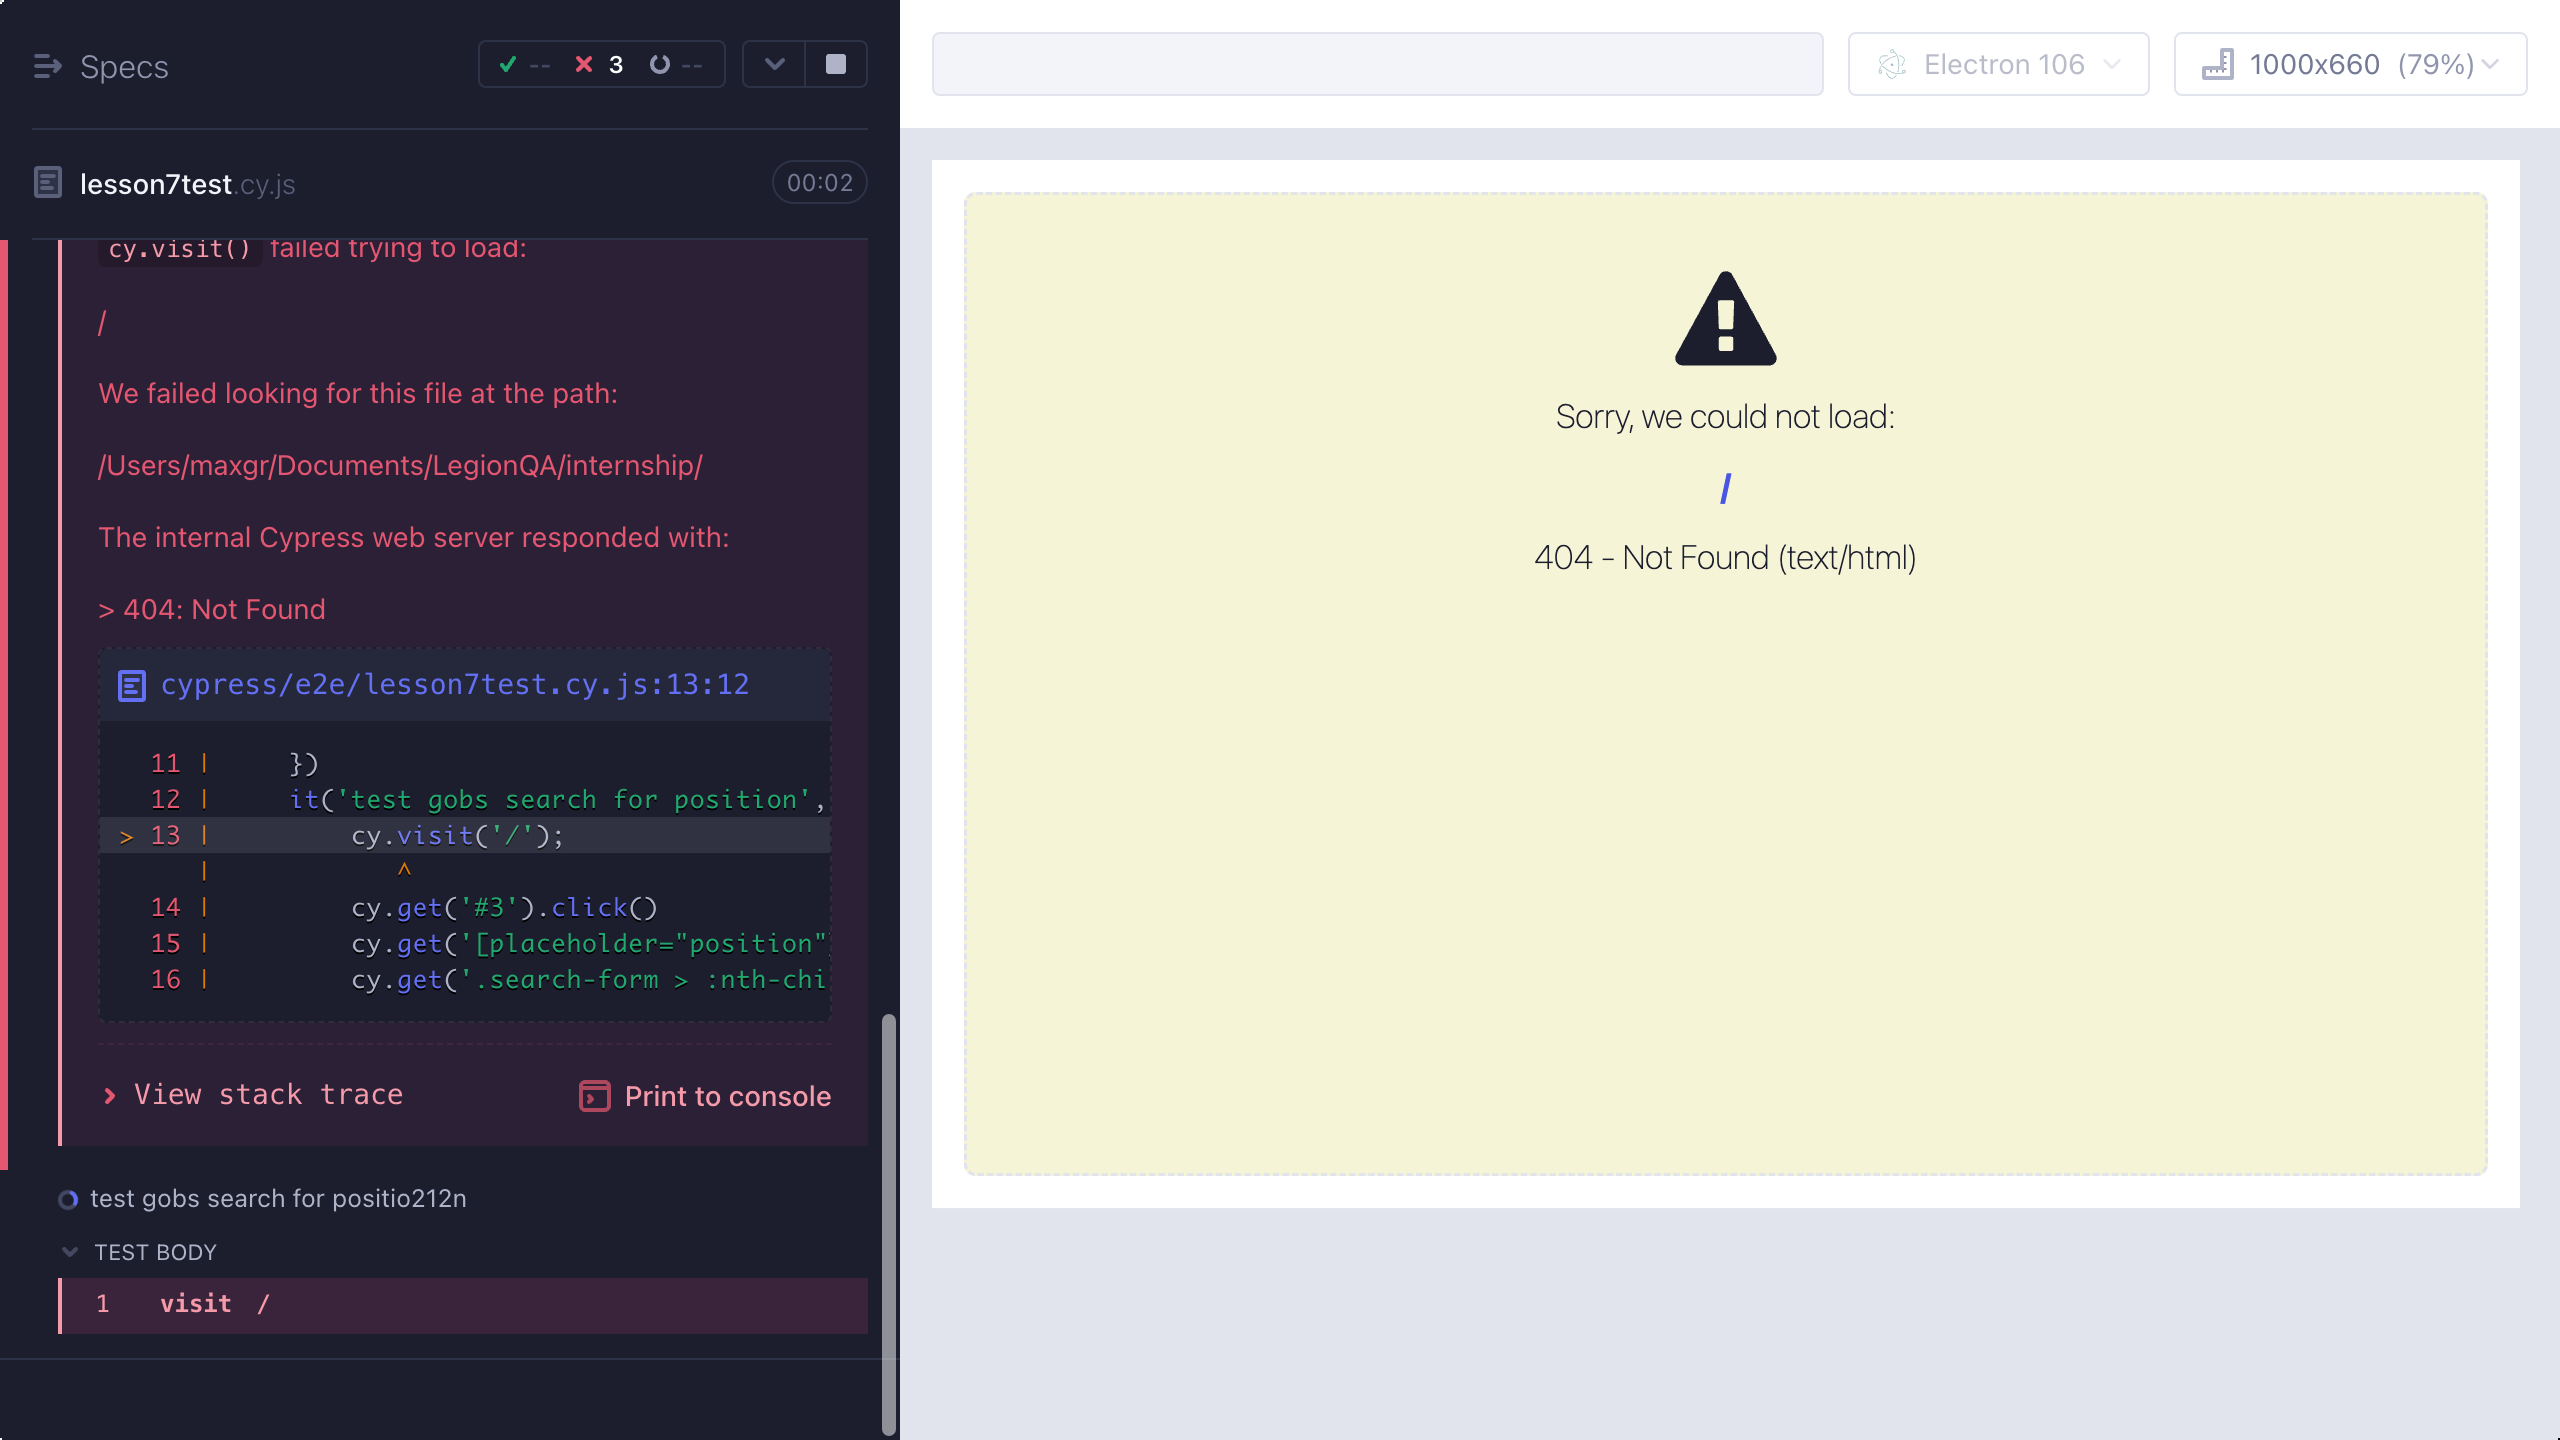 Specs
-- 3 --
lesson7test.cy.js
00:02
cy.visit() failed trying to load:
/
We failed looking for this file at the path:
/Users/maxgr/Documents/LegionQA/internship/
The internal Cypress web server responded with:
> 404: Not Found
cypress/e2e/lesson7test.cy.js:13:12
11 | })
12 | it('test gobs search for position',
> 13 | cy.visit('/');
| ^
14 | cy.get('#3').click()
15 | cy.get('[placeholder="position"]
16 | cy.get('.search-form > :nth-chi
View stack trace
Print to console
test gobs search for positio212n
TEST BODY
1 visit /
Electron 106
1000x660 (79%)
Sorry, we could not load:
/
404 - Not Found (text/html)